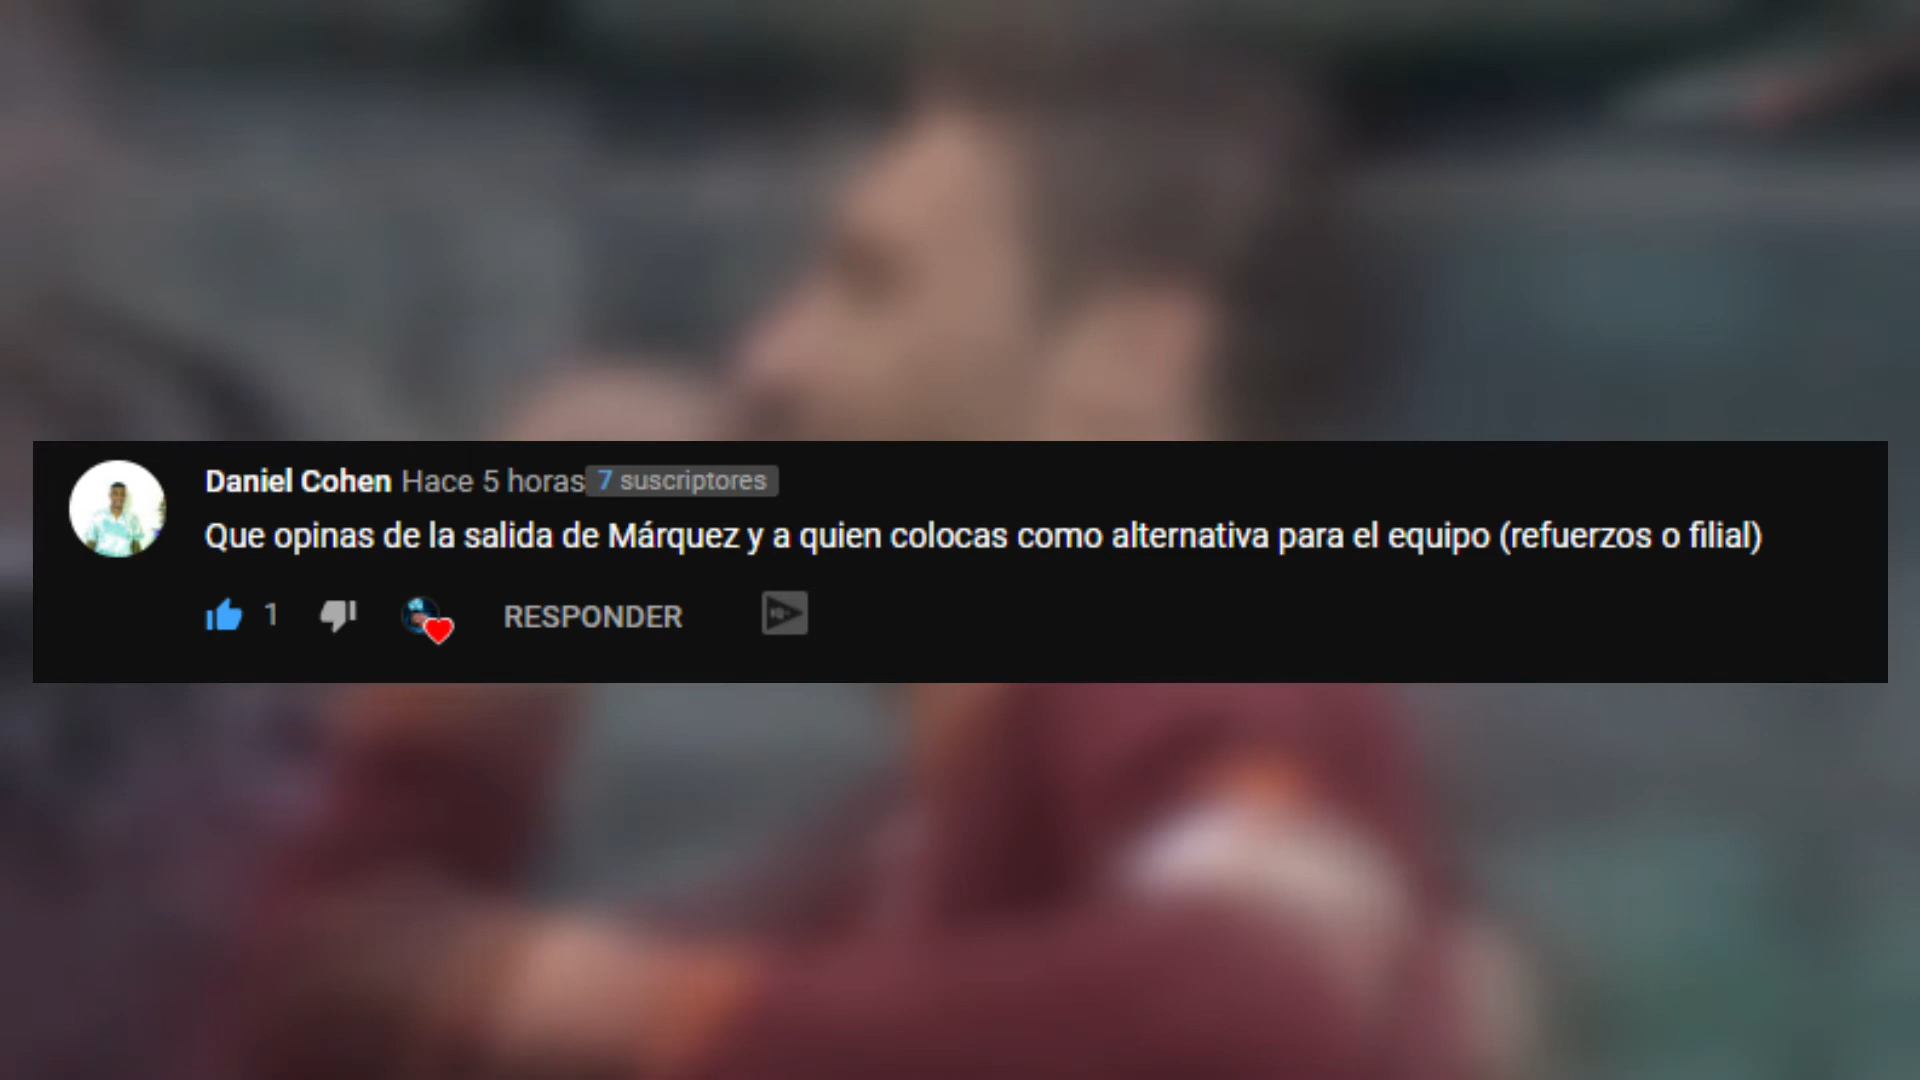 Daniel Cohen Hace 5 horas 7 suscriptores
Que opinas de la salida de Márquez y a quien colocas como alternativa para el equipo (refuerzos o filial)
1 RESPONDER